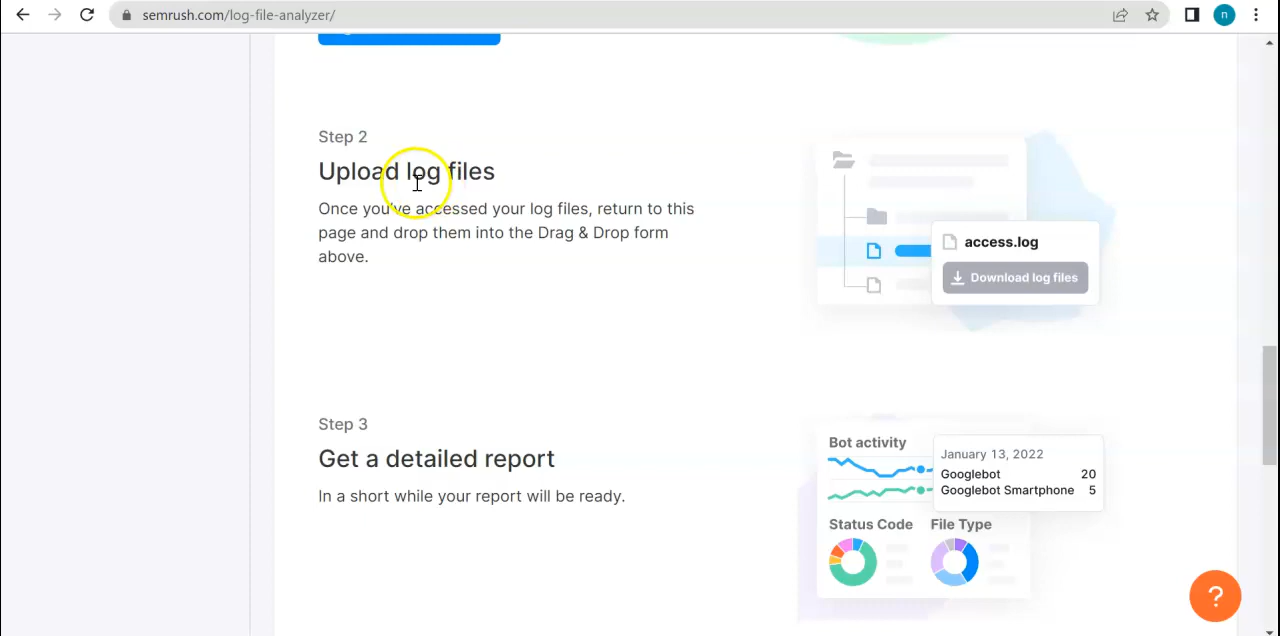 semrush.com/log-file-analyzer/
n
Step 2
Upload log files
Once you've accessed your log files, return to this
page and drop them into the Drag & Drop form
above.
access.log
Download log files
Step 3
Get a detailed report
In a short while your report will be ready.
Bot activity
January 13, 2022
Googlebot 20
Googlebot Smartphone 5
Status Code File Type
?